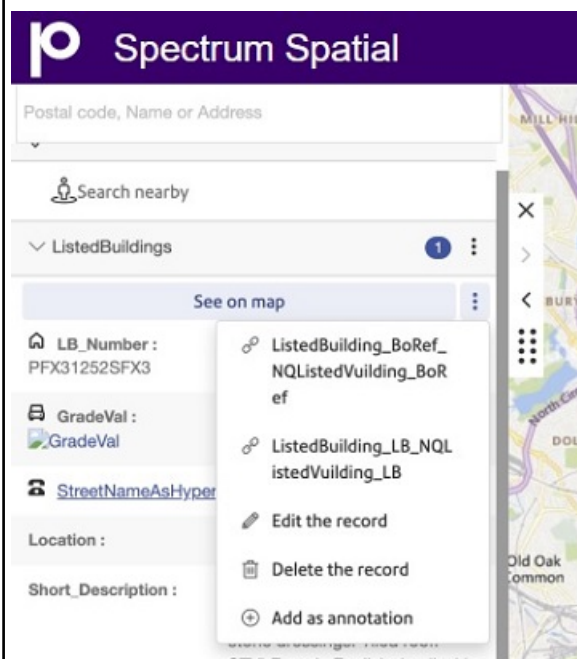 Spectrum Spatial
Postal code, Name or Address
MILL HIL
Search nearby
ListedBuildings
1
See on map
BURY
LB_Number :
PFX31252SFX3
ListedBuilding_BoRef_
NQListedVuilding_BoR
ef
GradeVal :
GradeVal
ListedBuilding_LB_NQL
istedVuilding_LB
North Circ
DOL
StreetNameAsHyper
Edit the record
Location :
Delete the record
Old Oak
Common
Short_Description :
Add as annotation